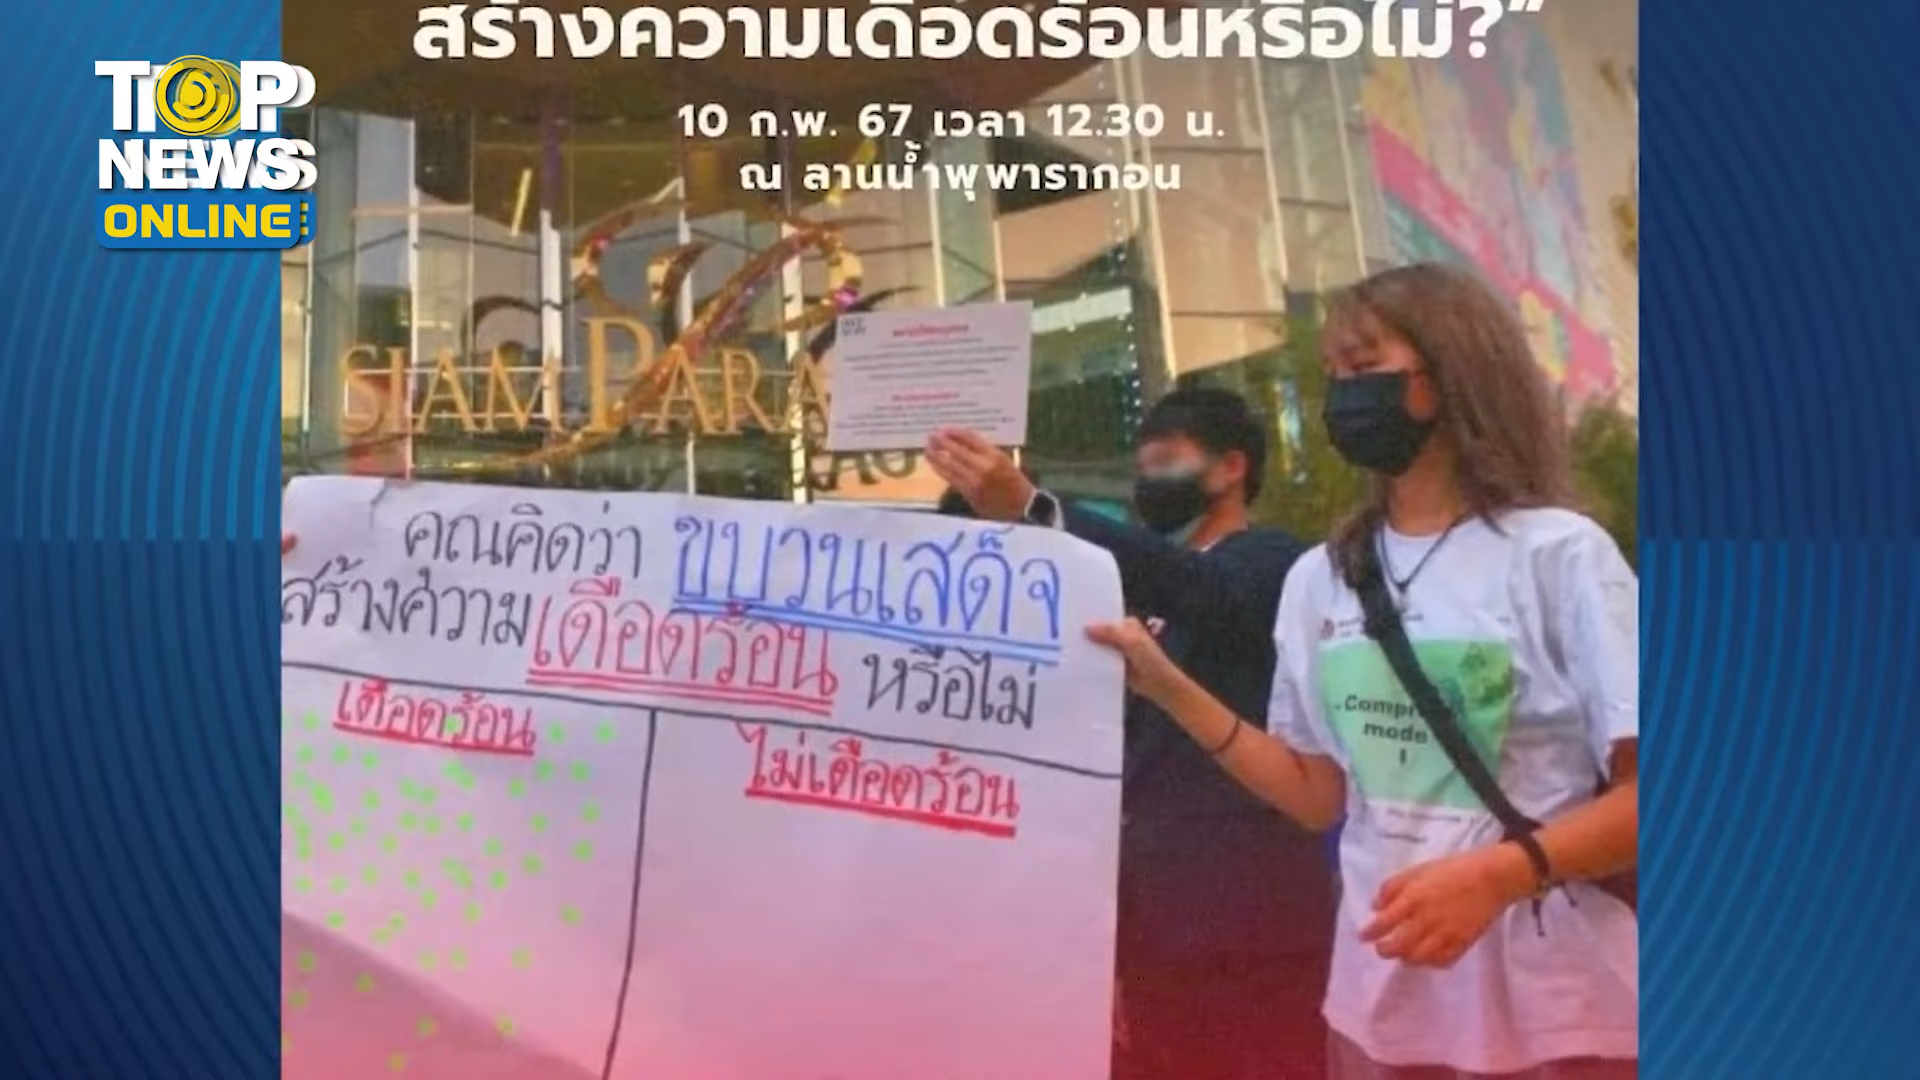 สร้างความเดือดร้อนหรือไม่?"
10 ก.พ. 67 เวลา 12.30 น.
ณ ลานน้ำพุพารากอน
TOP
NEWS
ONLINE
SIAM PARA
คุณคิดว่า ขบวนเสด็จ
สร้างความเดือดร้อน หรือไม่
เดือดร้อน
ไม่เดือดร้อน
mode